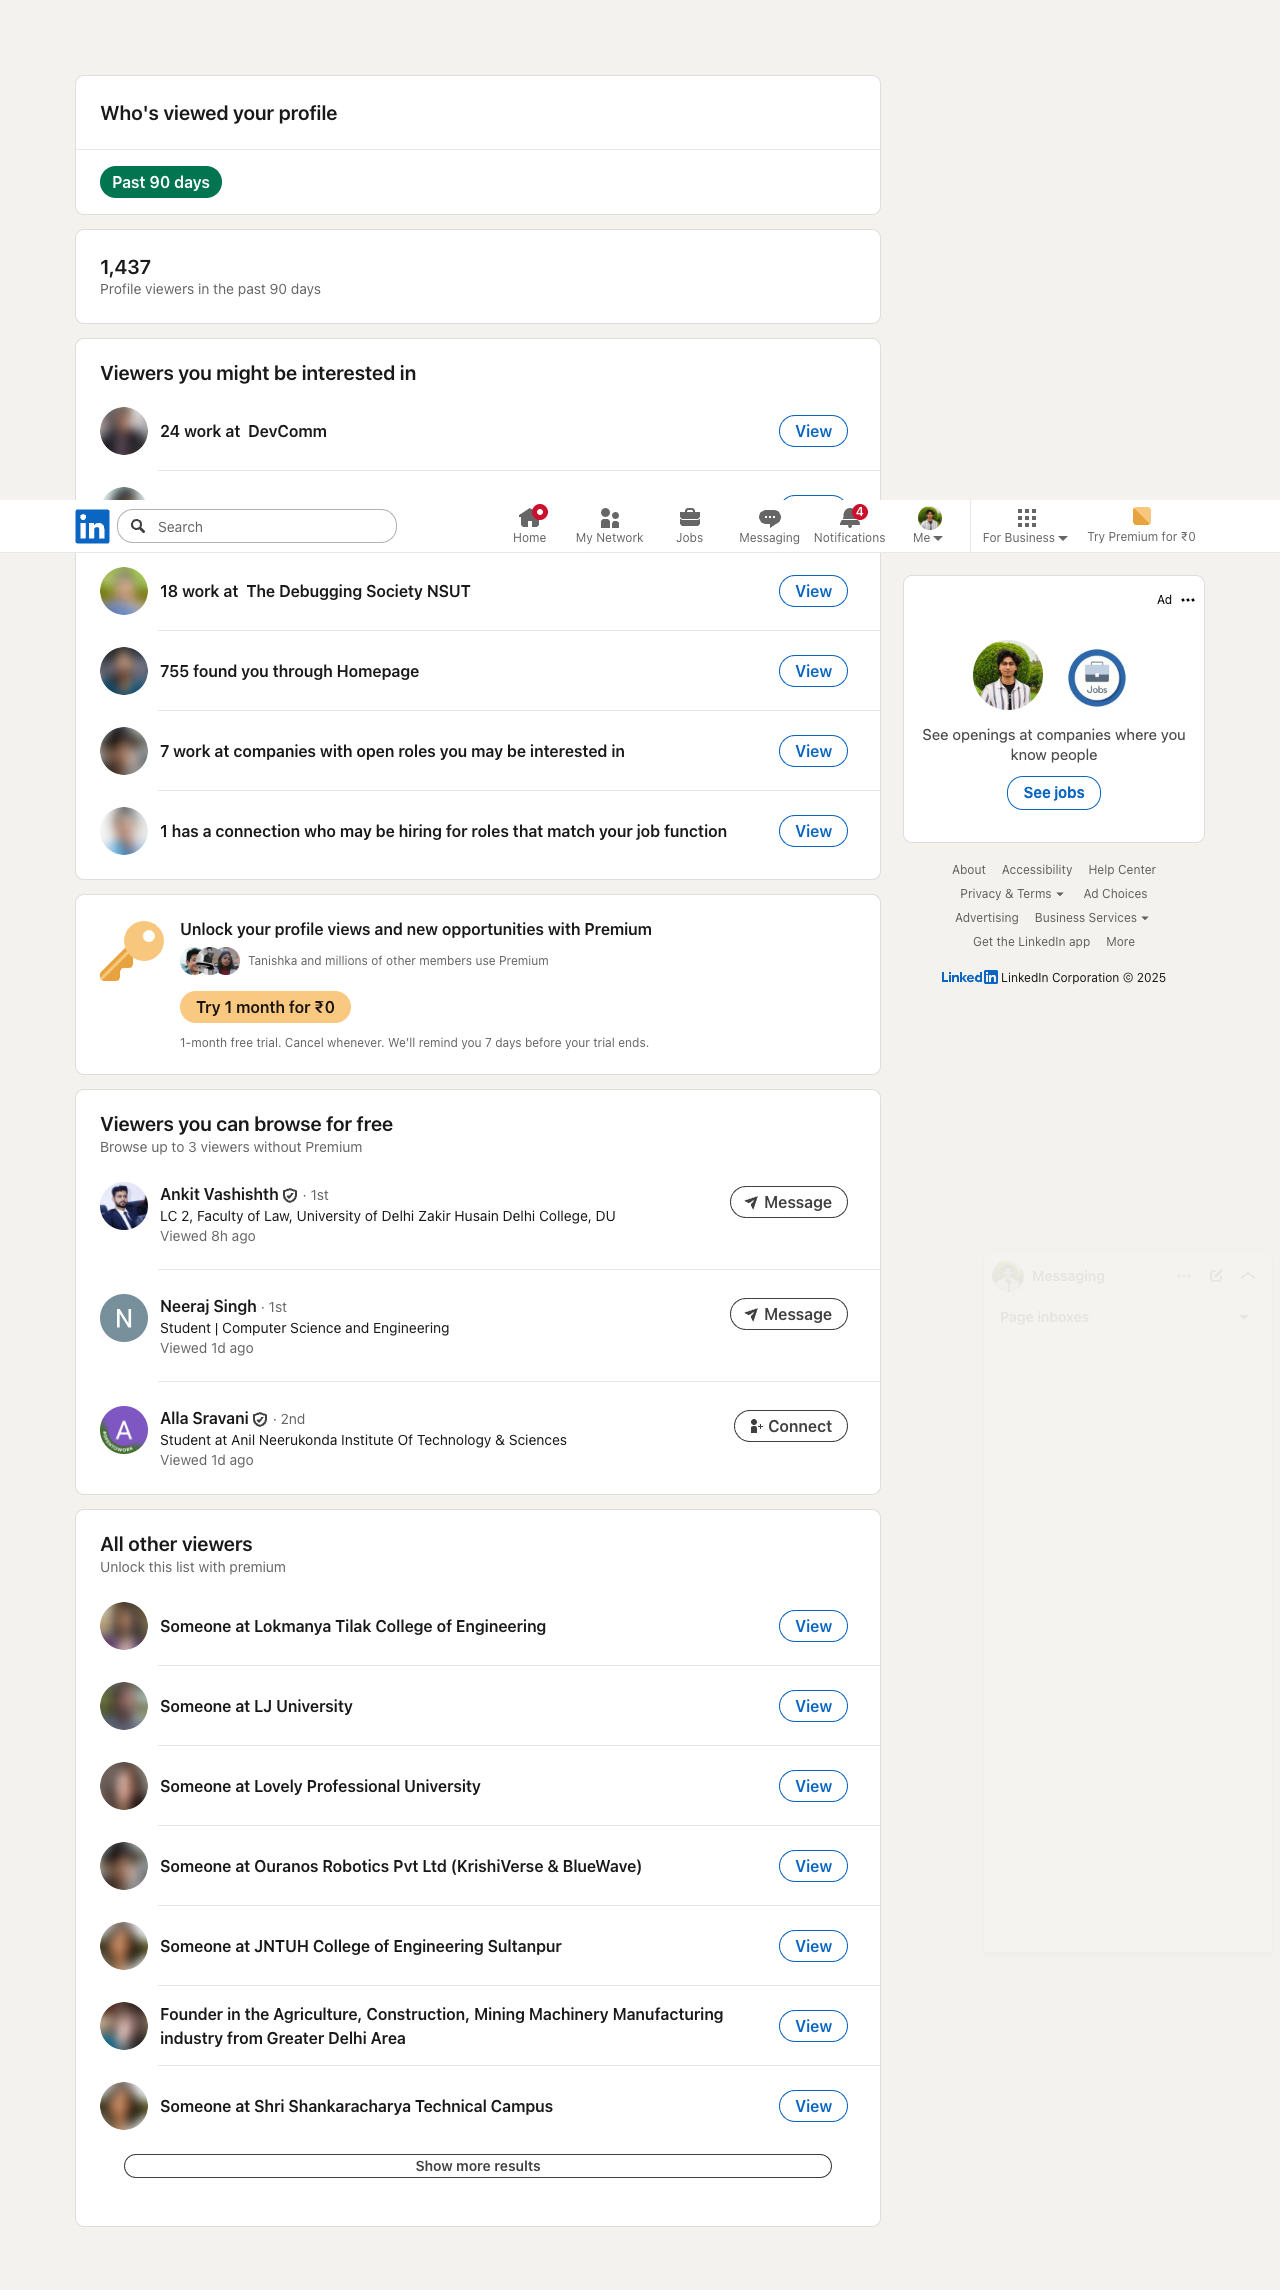 Who's viewed your profile
Past 90 days
1,437
Profile viewers in the past 90 days
Viewers you might be interested in
24 work at DevComm
View
in
Search
Home
My Network
Jobs
Messaging
4
Notifications
Me
For Business
Try Premium for ₹0
18 work at The Debugging Society NSUT
View
755 found you through Homepage
View
7 work at companies with open roles you may be interested in
View
1 has a connection who may be hiring for roles that match your job function
View
Ad
Jobs
See openings at companies where you
know people
See jobs
About Accessibility Help Center
Privacy & Terms Ad Choices
Advertising Business Services
Get the LinkedIn app More
LinkedIn LinkedIn Corporation © 2025
Unlock your profile views and new opportunities with Premium
Tanishka and millions of other members use Premium
Try 1 month for ₹0
1-month free trial. Cancel whenever. We'll remind you 7 days before your trial ends.
Viewers you can browse for free
Browse up to 3 viewers without Premium
Ankit Vashishth · 1st
LC 2, Faculty of Law, University of Delhi Zakir Husain Delhi College, DU
Viewed 8h ago
Message
N
Neeraj Singh · 1st
Student | Computer Science and Engineering
Viewed 1d ago
Message
A
#OPENTOWORK
Alla Sravani · 2nd
Student at Anil Neerukonda Institute Of Technology & Sciences
Viewed 1d ago
Connect
Messaging
Page inboxes
All other viewers
Unlock this list with premium
Someone at Lokmanya Tilak College of Engineering
View
Someone at LJ University
View
Someone at Lovely Professional University
View
Someone at Ouranos Robotics Pvt Ltd (KrishiVerse & BlueWave)
View
Someone at JNTUH College of Engineering Sultanpur
View
Founder in the Agriculture, Construction, Mining Machinery Manufacturing
industry from Greater Delhi Area
View
Someone at Shri Shankaracharya Technical Campus
View
Show more results